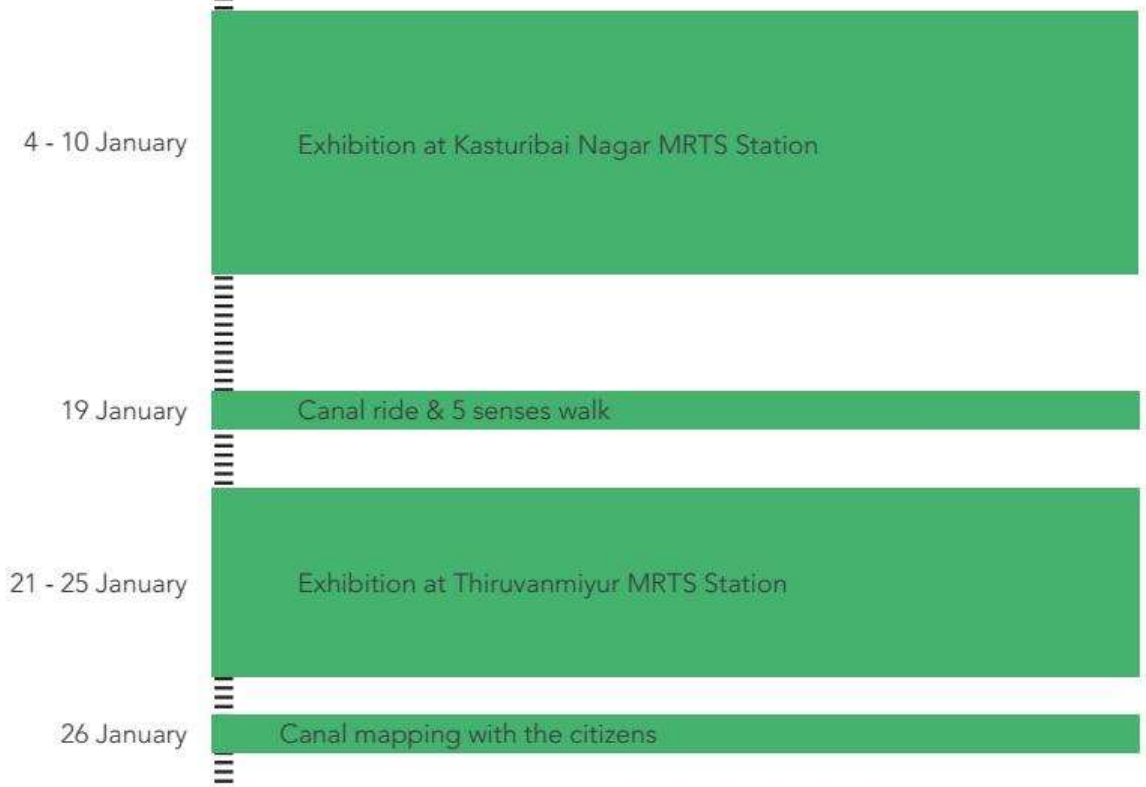 4 - 10 January Exhibition at Kasturibai Nagar MRTS Station
19 January Canal ride & 5 senses walk
21 - 25 January Exhibition at Thiruvanmiyur MRTS Station
26 January Canal mapping with the citizens